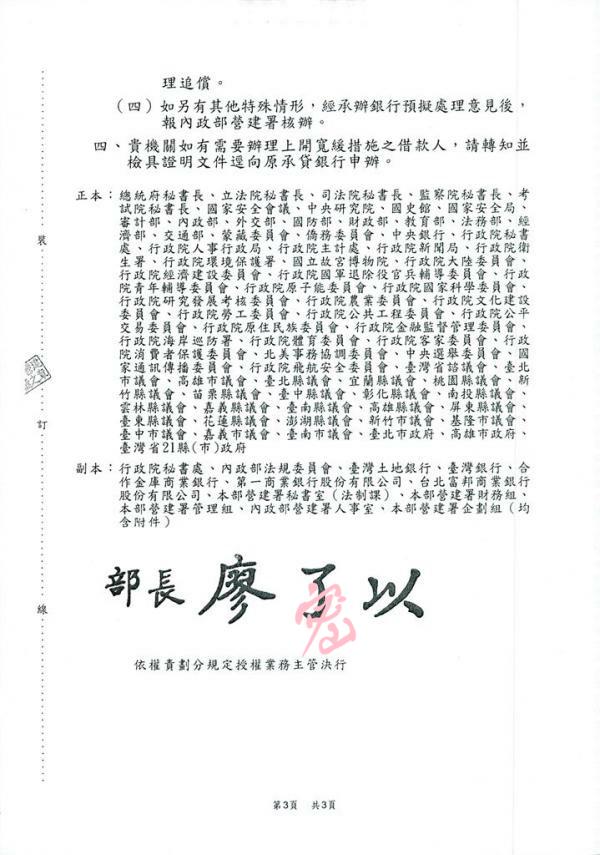 理追償。
(四)如另有其他特殊情形，經承辦銀行預擬處理意見後，
報內政部營建署核辦。
四、貴機關如有需要辦理上開寬緩措施之借款人，請轉知並
檢具證明文件逕向原承貸銀行申辦。
正本：總統府秘書長、立法院秘書長、司法院秘書長、監察院秘書長、考
試院秘書長、國家安全會議、中央研究院、國史館、國家安全局、
審計部、內政部、外交部、國防部、財政部、教育部、法務部、經
濟部、交通部、蒙藏委員會、僑務委員會、中央銀行、行政院秘書
處、行政院人事行政局、行政院主計處、行政院新聞局、行政院衛
生署、行政院環境保護署、國立故宮博物院、行政院大陸委員會、
行政院經濟建設委員會、行政院國軍退除役官兵輔導委員會、行政
院青年輔導委員會、行政院原子能委員會、行政院國家科學委員會、
行政院研究發展考核委員會、行政院農業委員會、行政院文化建設
委員會、行政院勞工委員會、行政院公共工程委員會、行政院公平
交易委員會、行政院原住民族委員會、行政院金融監督管理委員會、
行政院海岸巡防署、行政院體育委員會、中央選舉委員會、行政
院消費者保護委員會、北美事務協調委員會、臺灣省諮議會、國
家通訊傳播委員會、臺北
市議會、高雄市議會、臺北縣議會、宜蘭縣議會、桃園縣議會、新
竹縣議會、苗栗縣議會、臺中縣議會、彰化縣議會、南投縣議會、
雲林縣議會、嘉義縣議會、臺南縣議會、高雄縣議會、屏東縣議會、
臺東縣議會、花蓮縣議會、澎湖縣議會、新竹市議會、基隆市議會、
臺中市議會、嘉義市議會、臺南市議會、臺北市政府、高雄市政府、
臺灣省21縣(市)政府
副本：行政院秘書處、內政部法規委員會、臺灣土地銀行、臺灣銀行、合
作金庫商業銀行、第一商業銀行股份有限公司、台北富邦商業銀行
股份有限公司、本部營建署秘書室(法制課)、本部營建署財務組、
本部營建署管理組、內政部營建署人事室、本部營建署企劃組(均
含附件)
部長 廖了以
依權責劃分規定授權業務主管決行
裝
訂
線
第3頁 共3頁